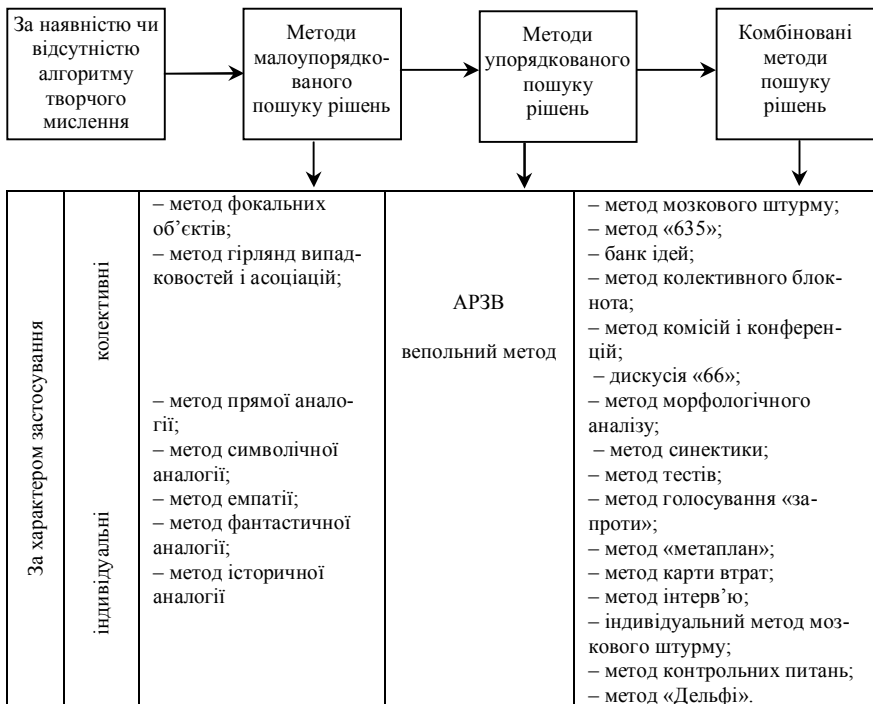 За наявністю чи
відсутністю
алгоритму
творчого
мислення
Методи
малоупорядко-
ваного
пошуку рішень
Методи
упорядкованого
пошуку
рішень
Комбіновані
методи
пошуку
рішень
За характером застосування
колективні
індивідуальні
– метод фокальних
об’єктів;
– метод гірлянд випад-
ковостей і асоціацій;
– метод прямої анало-
гії;
– метод символічної
аналогії;
– метод емпатії;
– метод фантастичної
аналогії;
– метод історичної
аналогії
АРЗВ
вепольний метод
– метод мозкового штурму;
– метод «635»;
– банк ідей;
– метод колективного блок-
нота;
– метод комісій і конферен-
цій;
– дискусія «66»;
– метод морфологічного
аналізу;
– метод синектики;
– метод тестів;
– метод голосування «за-
проти»;
– метод «метаплан»;
– метод карти втрат;
– метод інтерв’ю;
– індивідуальний метод моз-
кового штурму;
– метод контрольних питань;
– метод «Дельфі».